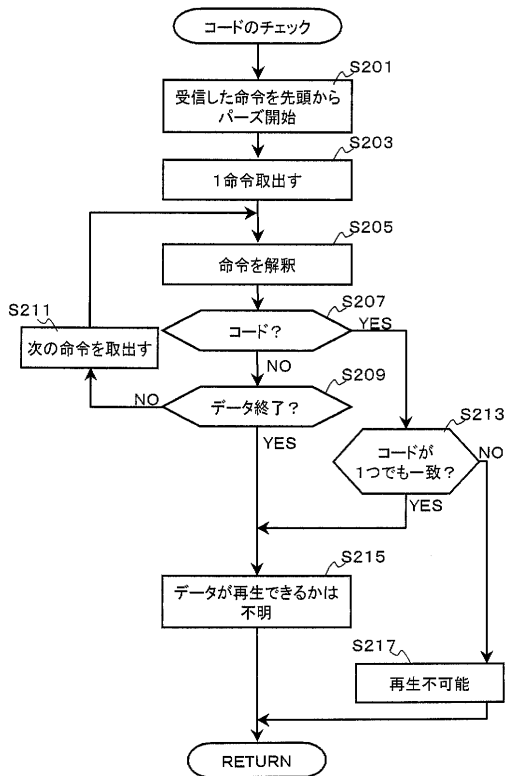 コードのチェック
S201
受信した命令を先頭から
パーズ開始
S203
1命令取出す
S205
命令を解釈
S207
コード?
YES
NO
S211
次の命令を取出す
S209
データ終了?
NO
YES
S213
コードが
1つでも一致?
NO
YES
S215
データが再生できるかは
不明
S217
再生不可能
RETURN